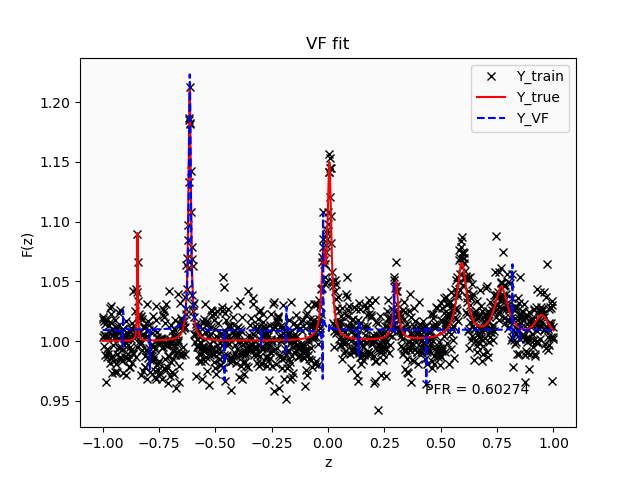 VF fit
Y_train
Y_true
Y_VF
F(z)
1.20
1.15
1.10
1.05
1.00
0.95
PFR = 0.60274
−1.00 −0.75 −0.50 −0.25 0.00 0.25 0.50 0.75 1.00
z